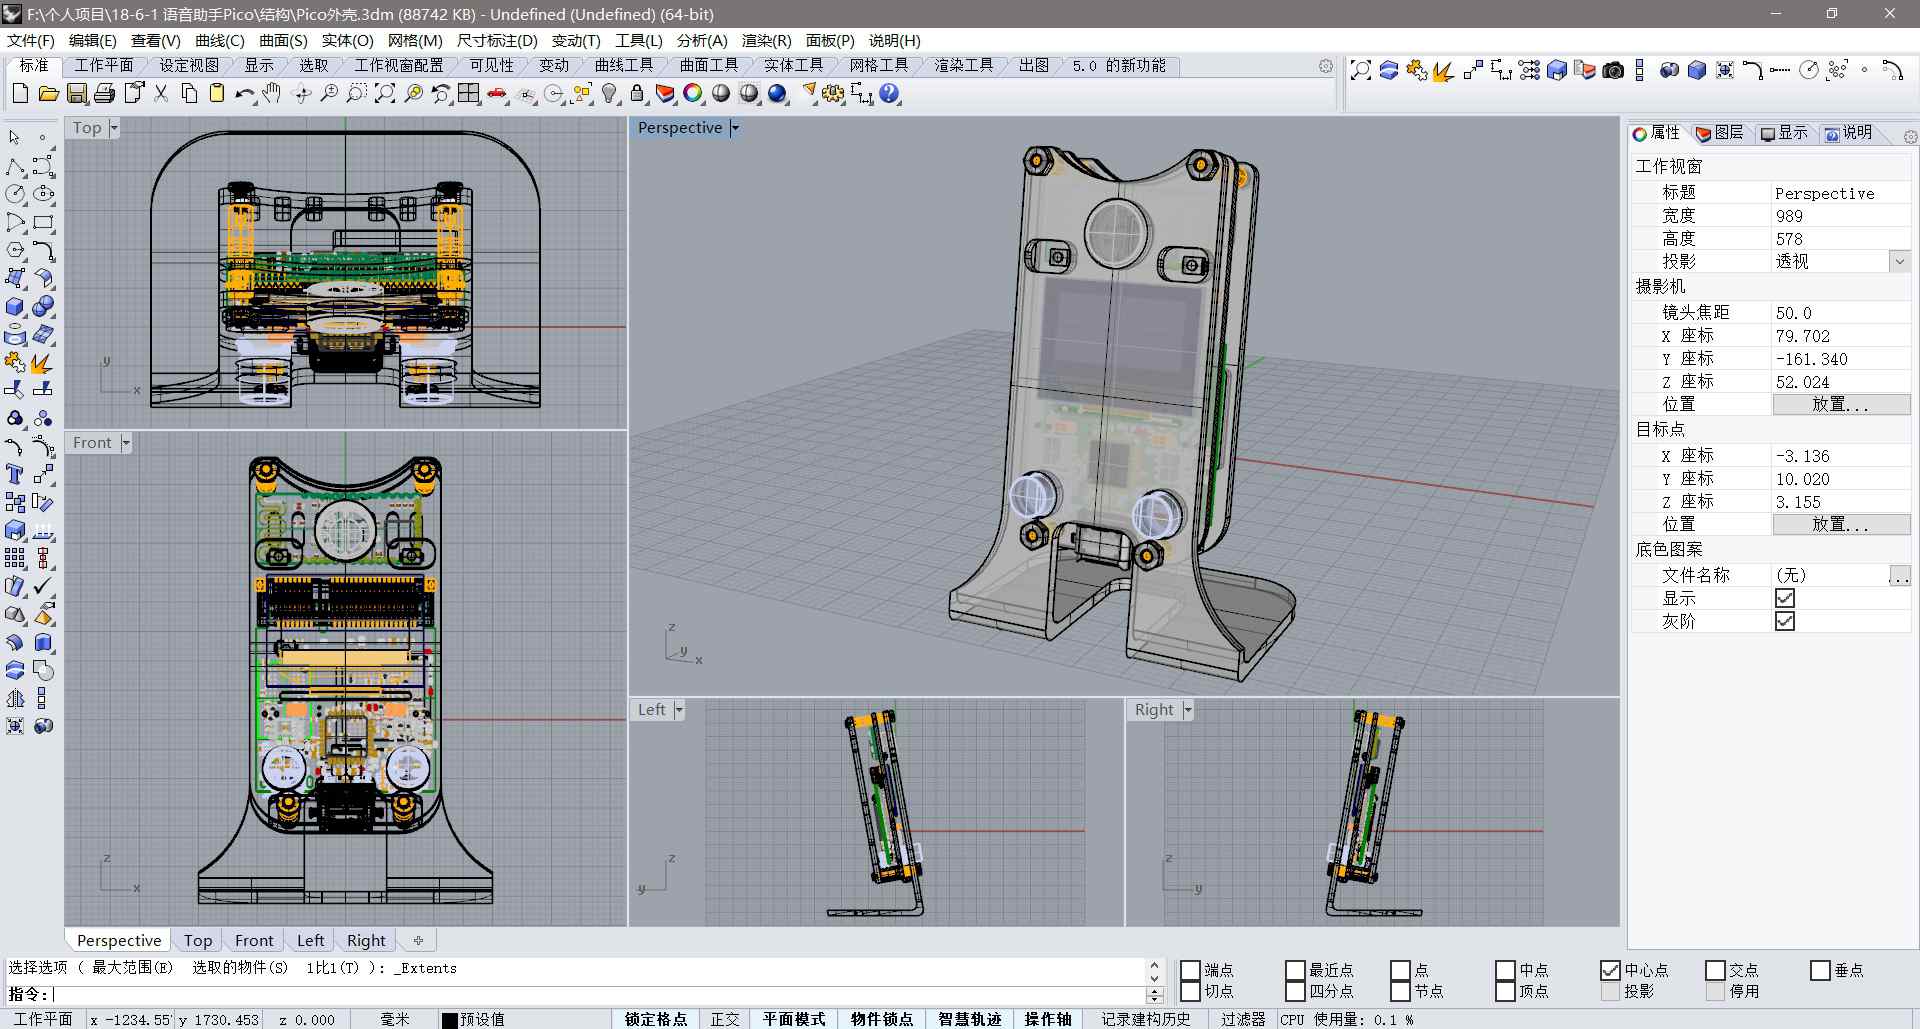 F:\个人项目\18-6-1 语音助手Pico\结构\Pico外壳.3dm (88742 KB) - Undefined (Undefined) (64-bit)
文件(F) 编辑(E) 查看(V) 曲线(C) 曲面(S) 实体(O) 网格(M) 尺寸标注(D) 变动(T) 工具(L) 分析(A) 渲染(R) 面板(P) 说明(H)
标准 工作平面 设定视图 显示 选取 工作视窗配置 可见性 变动 曲线工具 曲面工具 实体工具 网格工具 渲染工具 出图 5.0 的新功能
Top
Perspective
Front
Left
Right
z
y
x
属性 图层 显示 说明
工作视窗
标题 Perspective
宽度 989
高度 578
投影 透视
摄影机
镜头焦距 50.0
X 座标 79.702
Y 座标 -161.340
Z 座标 52.024
位置 放置...
目标点
X 座标 -3.136
Y 座标 10.020
Z 座标 3.155
位置 放置...
底色图案
文件名称 (无) ...
显示
灰阶
Perspective Top Front Left Right
选择选项 ( 最大范围(E) 选取的物件(S) 1比1(T) ): _Extents
指令:
端点 最近点 点 中点 中心点 交点 垂点
切点 四分点 节点 顶点 投影 停用
工作平面 x -1234.55 y 1730.453 z 0.000 毫米 预设值 锁定格点 正交 平面模式 物件锁点 智慧轨迹 操作轴 记录建构历史 过滤器 CPU 使用量: 0.1 %